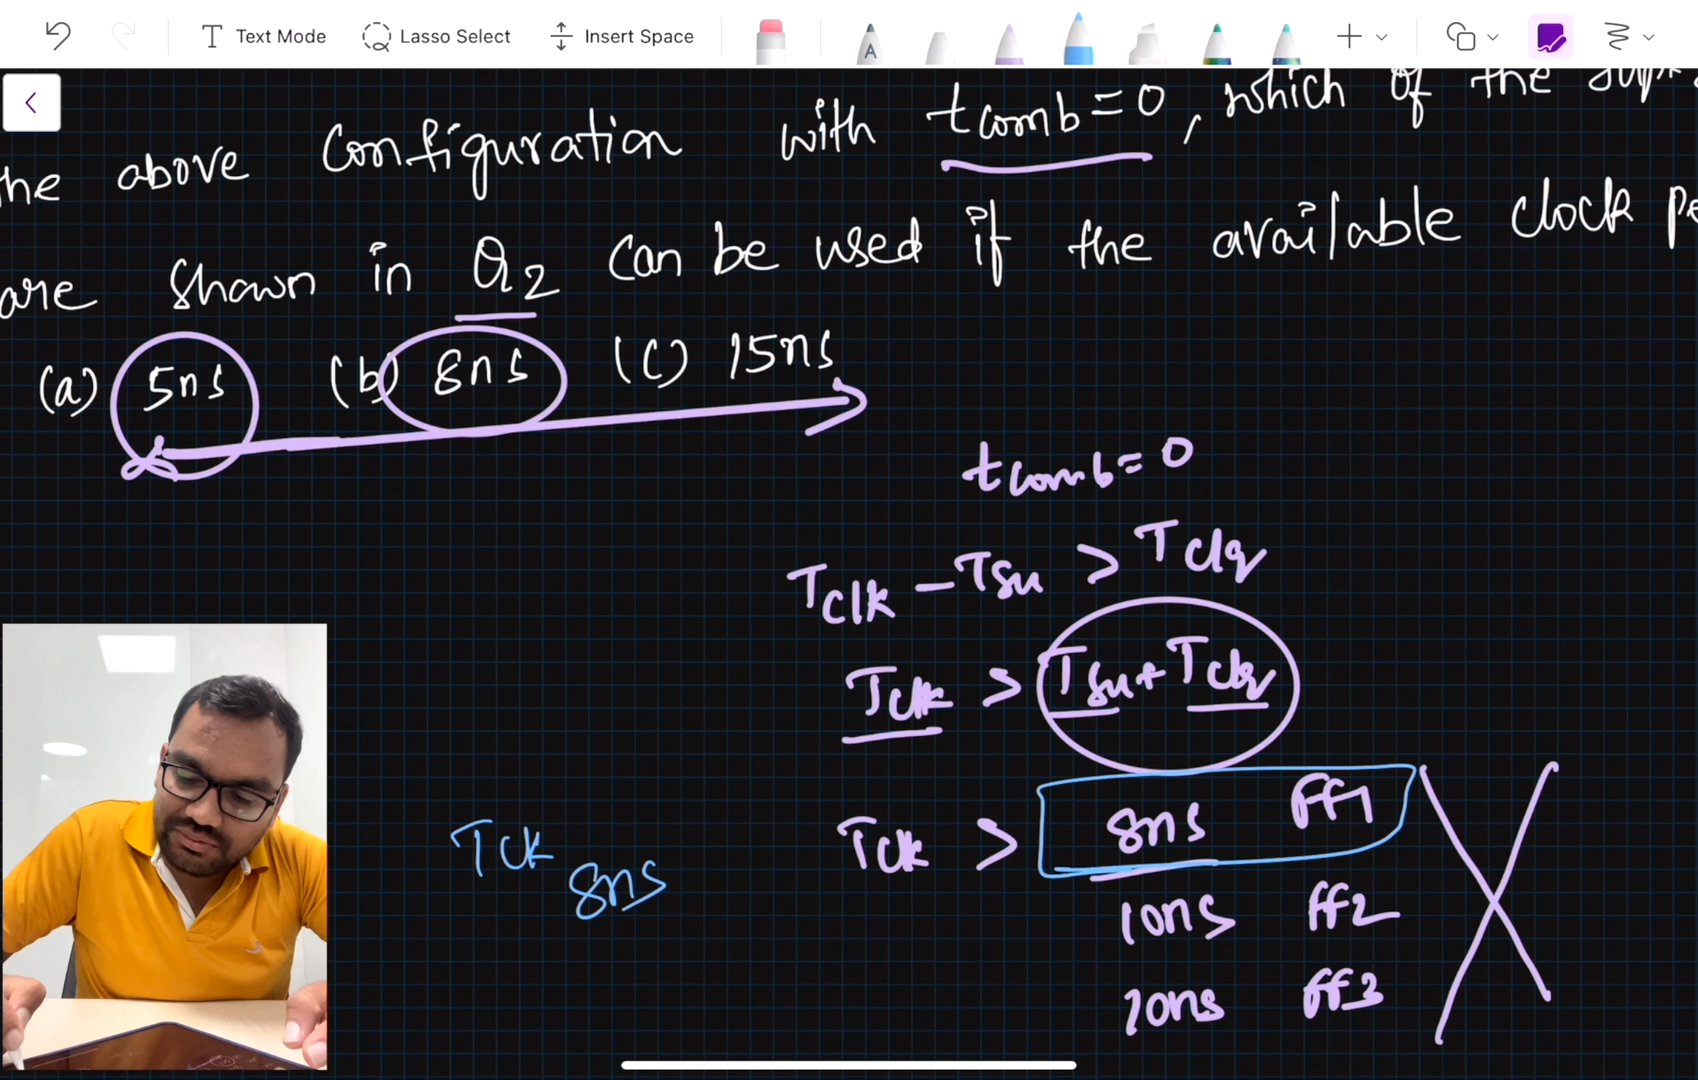 Text Mode Lasso Select Insert Space
A
the above configuration with tcomb=0, which of the
are shown in Q2 can be used if the available clock
(a) 5ns (b) 8ns (c) 15ns
tcomb=0
Tclk - Tsu > Tclq
Tclk > Tsu + Tclq
Tclk > 8ns ff1
Tclk 8ns
10ns ff2
10ns ff3